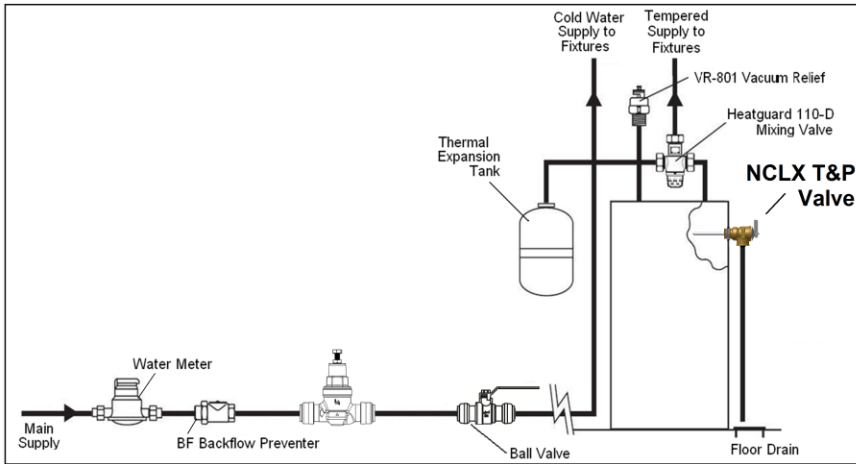 Cold Water
Supply to
Fixtures
Tempered
Supply to
Fixtures
VR-801 Vacuum Relief
Heatguard 110-D
Mixing Valve
Thermal
Expansion
Tank
NCLX T&P
Valve
Water Meter
Main
Supply
BF Backflow Preventer
Ball Valve
Floor Drain